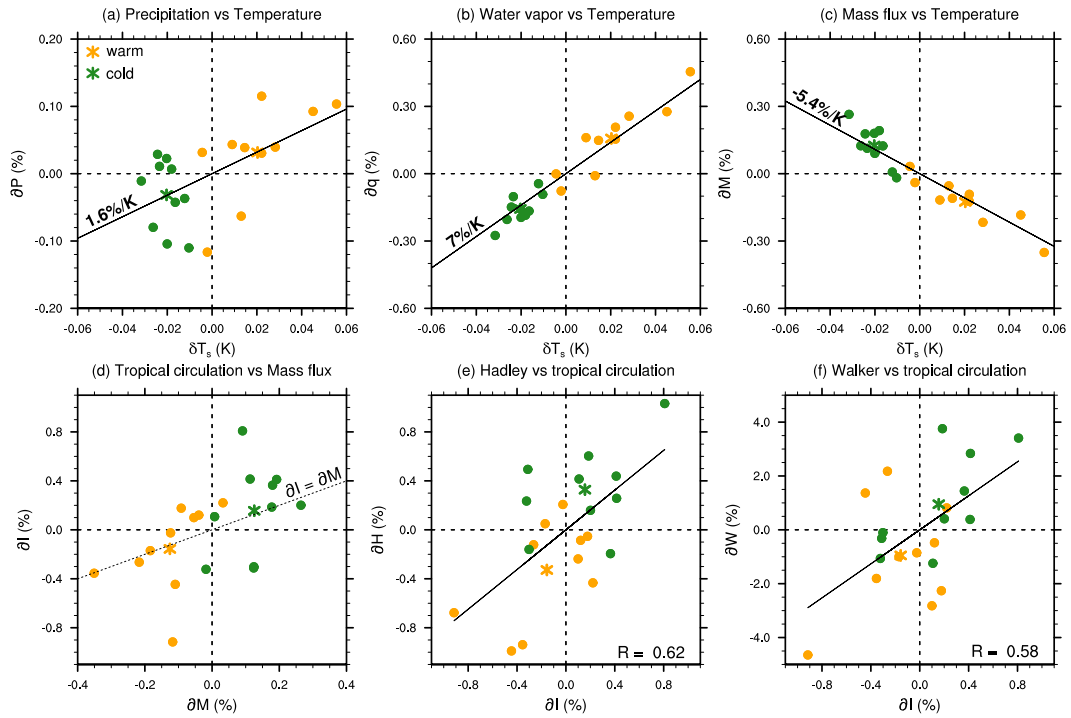 (a) Precipitation vs Temperature
0.20
0.10
0.00
-0.10
-0.20
∂P (%)
warm
cold
1.6%/K
-0.06 -0.04 -0.02 0.00 0.02 0.04 0.06
δTs (K)
(b) Water vapor vs Temperature
0.60
0.30
0.00
-0.30
-0.60
∂q (%)
7%/K
-0.06 -0.04 -0.02 0.00 0.02 0.04 0.06
δTs (K)
(c) Mass flux vs Temperature
0.60
0.30
0.00
-0.30
-0.60
∂M (%)
-5.4%/K
-0.06 -0.04 -0.02 0.00 0.02 0.04 0.06
δTs (K)
(d) Tropical circulation vs Mass flux
0.8
0.4
0.0
-0.4
-0.8
∂I (%)
∂I = ∂M
-0.4 -0.2 0.0 0.2 0.4
∂M (%)
(e) Hadley vs tropical circulation
0.8
0.4
0.0
-0.4
-0.8
∂H (%)
R = 0.62
-0.8 -0.4 0.0 0.4 0.8
∂I (%)
(f) Walker vs tropical circulation
4.0
2.0
0.0
-2.0
-4.0
∂W (%)
R = 0.58
-0.8 -0.4 0.0 0.4 0.8
∂I (%)